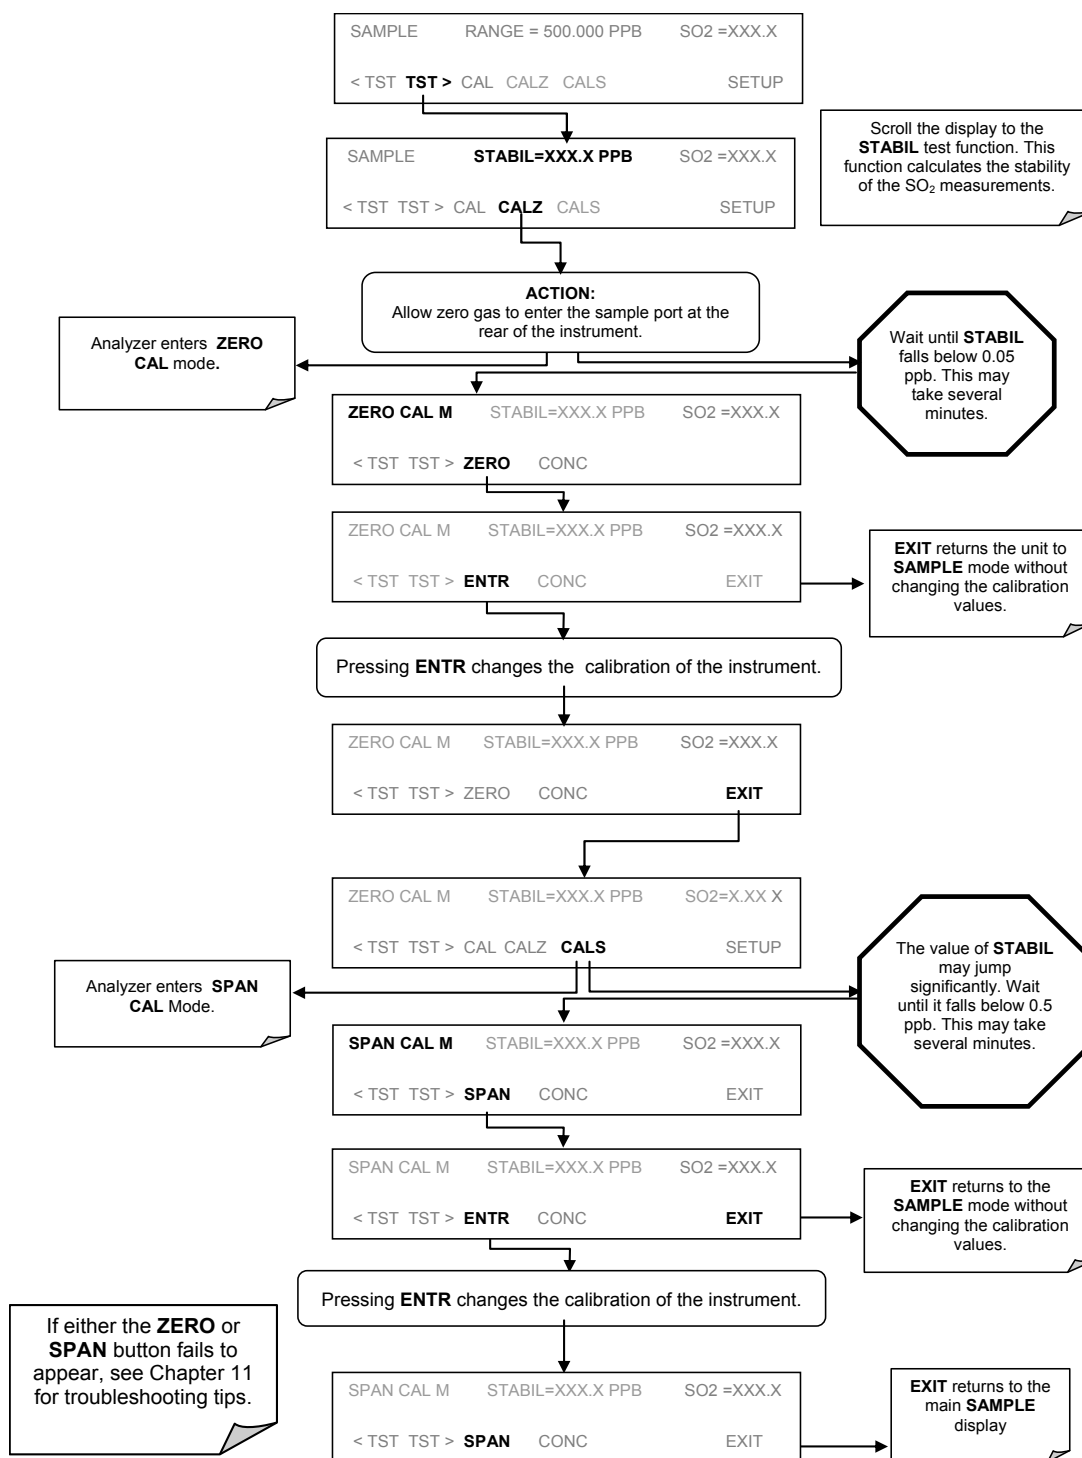 SAMPLE RANGE = 500.000 PPB SO2 =XXX.X
< TST TST > CAL CALZ CALS SETUP
Scroll the display to the
STABIL test function. This
function calculates the stability
of the SO₂ measurements.
SAMPLE STABIL=XXX.X PPB SO2 =XXX.X
< TST TST > CAL CALZ CALS SETUP
ACTION:
Allow zero gas to enter the sample port at the
rear of the instrument.
Analyzer enters ZERO
CAL mode.
Wait until STABIL
falls below 0.05
ppb. This may
take several
minutes.
ZERO CAL M STABIL=XXX.X PPB SO2 =XXX.X
< TST TST > ZERO CONC
ZERO CAL M STABIL=XXX.X PPB SO2 =XXX.X
< TST TST > ENTR CONC EXIT
EXIT returns the unit to
SAMPLE mode without
changing the calibration
values.
Pressing ENTR changes the calibration of the instrument.
ZERO CAL M STABIL=XXX.X PPB SO2 =XXX.X
< TST TST > ZERO CONC EXIT
ZERO CAL M STABIL=XXX.X PPB SO2=X.XX X
< TST TST > CAL CALZ CALS SETUP
Analyzer enters SPAN
CAL Mode.
The value of STABIL
may jump
significantly. Wait
until it falls below 0.5
ppb. This may take
several minutes.
SPAN CAL M STABIL=XXX.X PPB SO2 =XXX.X
< TST TST > SPAN CONC EXIT
SPAN CAL M STABIL=XXX.X PPB SO2 =XXX.X
< TST TST > ENTR CONC EXIT
EXIT returns to the
SAMPLE mode without
changing the calibration
values.
Pressing ENTR changes the calibration of the instrument.
If either the ZERO or
SPAN button fails to
appear, see Chapter 11
for troubleshooting tips.
SPAN CAL M STABIL=XXX.X PPB SO2 =XXX.X
< TST TST > SPAN CONC EXIT
EXIT returns to the
main SAMPLE
display